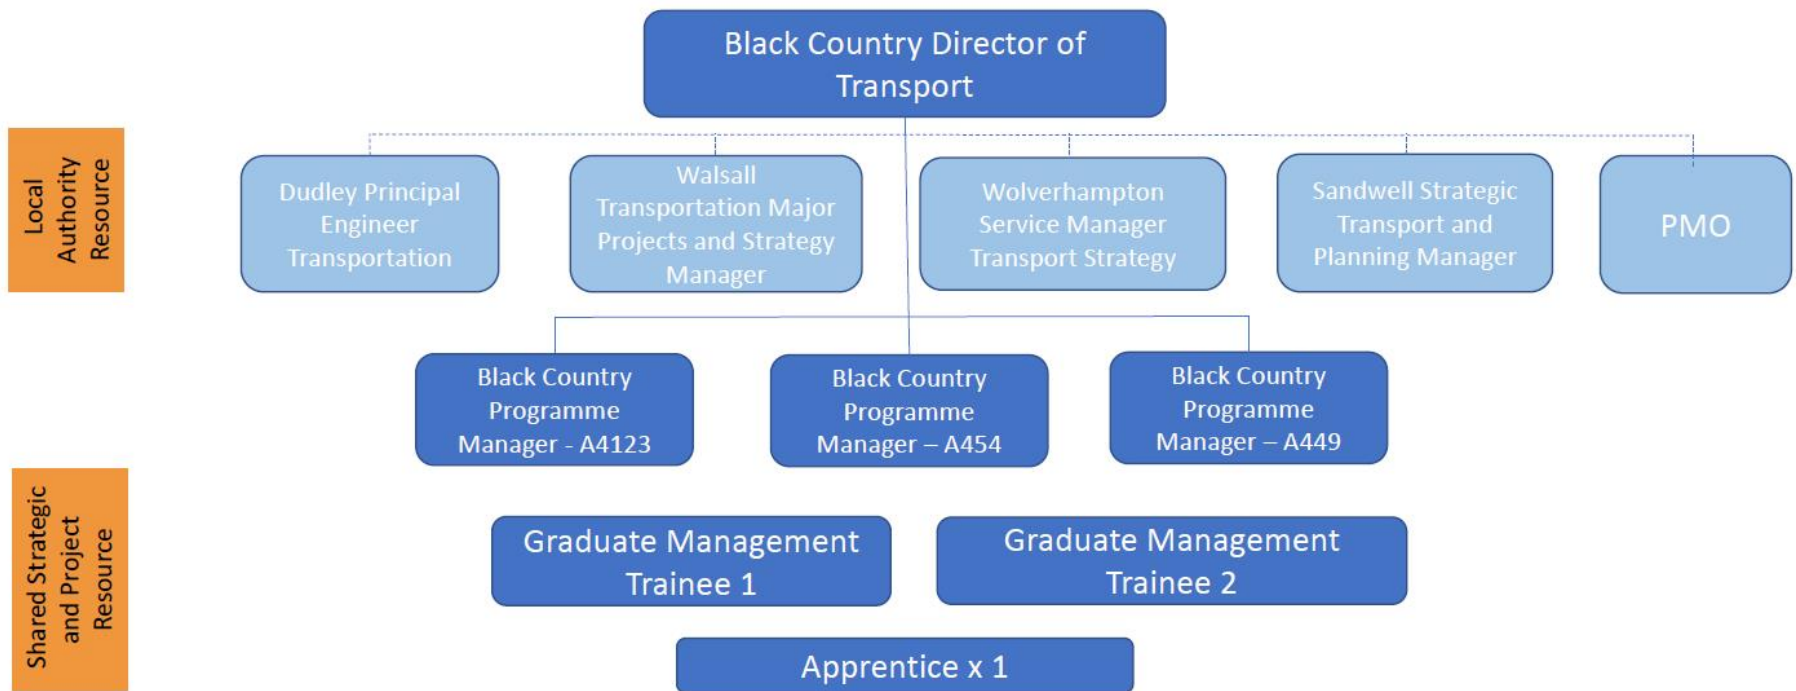 Black Country Director of
Transport
Local
Authority
Resource
Dudley Principal
Engineer
Transportation
Walsall
Transportation Major
Projects and Strategy
Manager
Wolverhampton
Service Manager
Transport Strategy
Sandwell Strategic
Transport and
Planning Manager
PMO
Black Country
Programme
Manager - A4123
Black Country
Programme
Manager – A454
Black Country
Programme
Manager – A449
Shared Strategic
and Project
Resource
Graduate Management
Trainee 1
Graduate Management
Trainee 2
Apprentice x 1